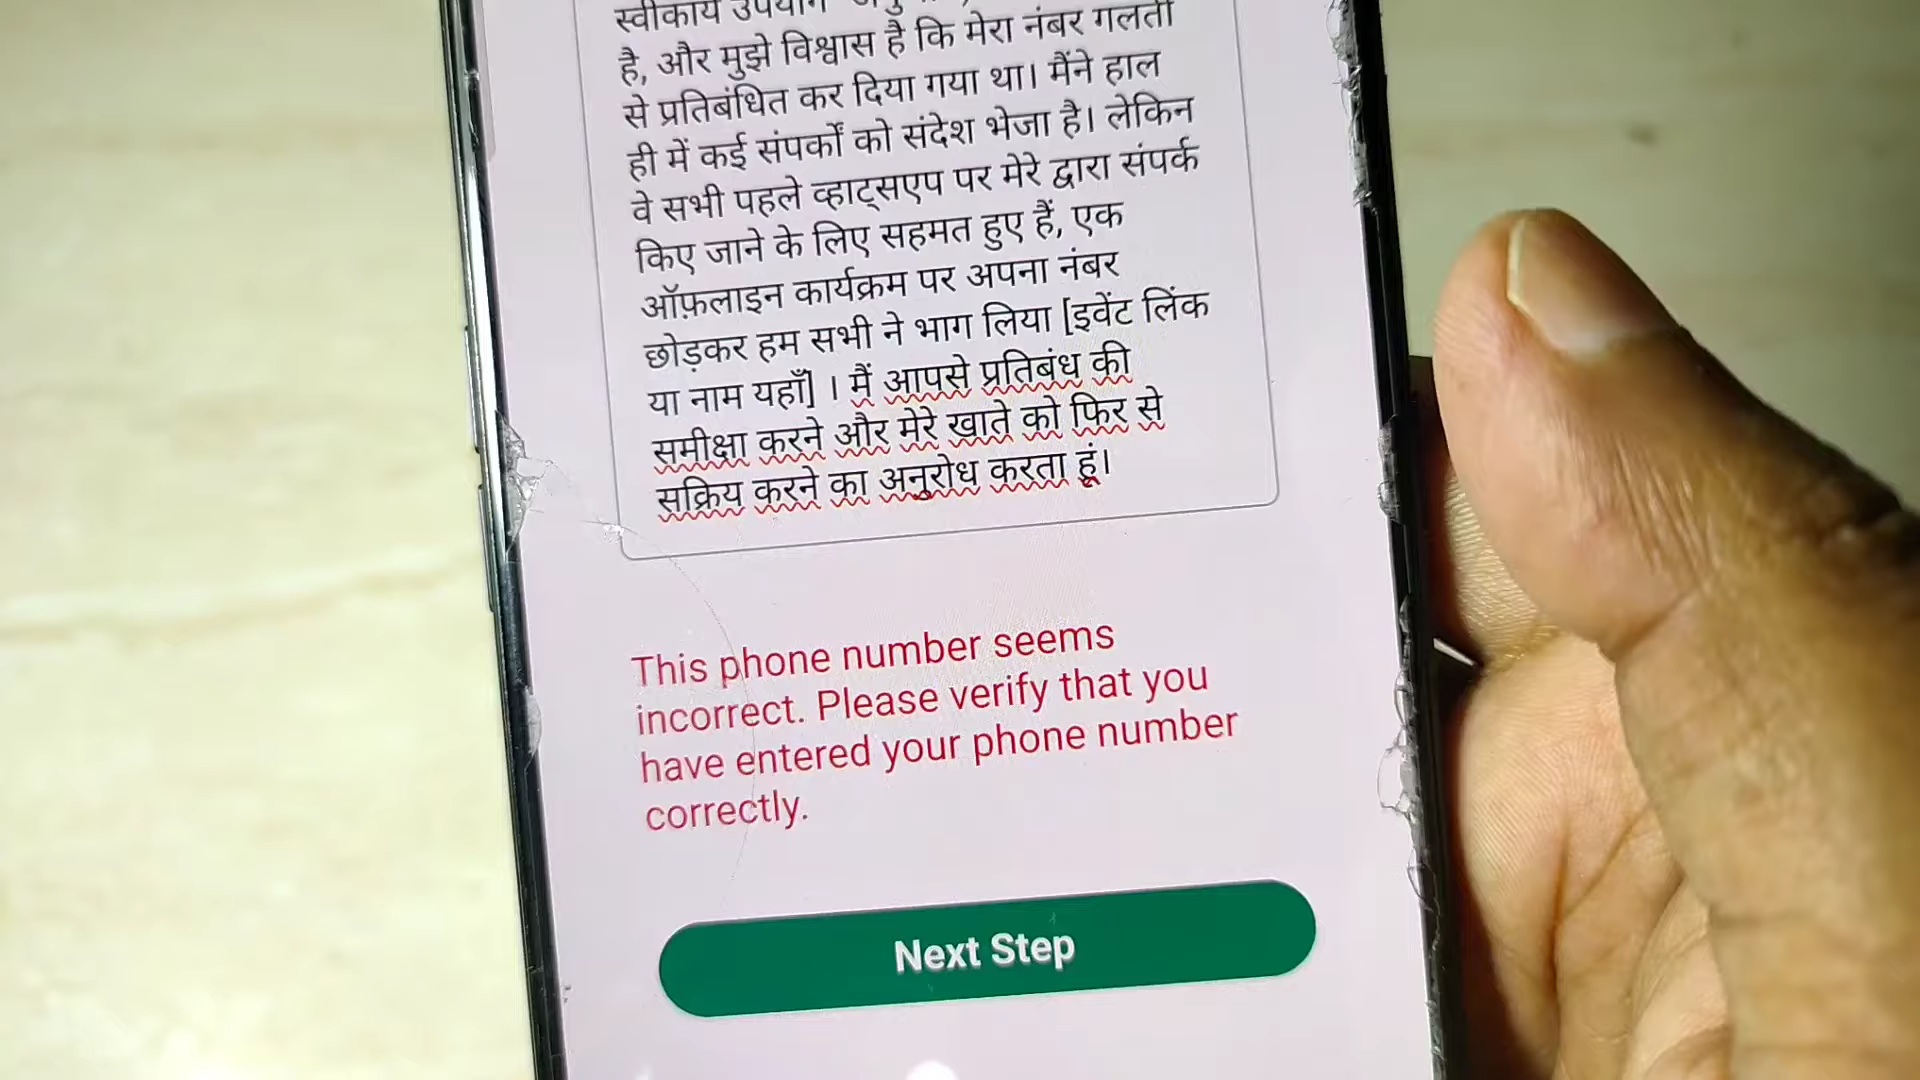 स्वीकार्य उपयोग
है, और मुझे विश्वास है कि मेरा नंबर गलती
से प्रतिबंधित कर दिया गया था। मैंने हाल
ही में कई संपर्कों को संदेश भेजा है। लेकिन
वे सभी पहले व्हाट्सएप पर मेरे द्वारा संपर्क
किए जाने के लिए सहमत हुए हैं, एक
ऑफ़लाइन कार्यक्रम पर अपना नंबर
छोड़कर हम सभी ने भाग लिया [इवेंट लिंक
या नाम यहाँ] । मैं आपसे प्रतिबंध की
समीक्षा करने और मेरे खाते को फिर से
सक्रिय करने का अनुरोध करता हूं।
This phone number seems
incorrect. Please verify that you
have entered your phone number
correctly.
Next Step